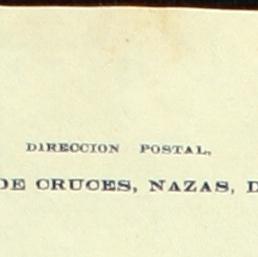 DIRECCION POSTAL,
DE CRUCES, NAZAS, D